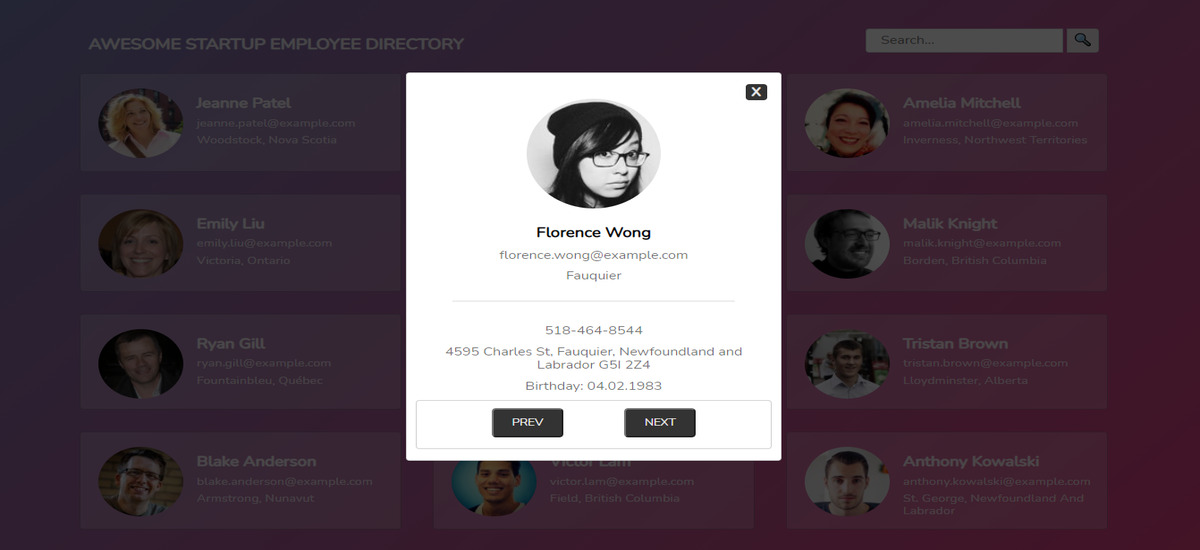 AWESOME STARTUP EMPLOYEE DIRECTORY
Search...
Jeanne Patel
jeanne.patel@example.com
Woodstock, Nova Scotia
Amelia Mitchell
amelia.mitchell@example.com
Inverness, Northwest Territories
X
Florence Wong
florence.wong@example.com
Fauquier
518-464-8544
4595 Charles St, Fauquier, Newfoundland and
Labrador G5I 2Z4
Birthday: 04.02.1983
PREV
NEXT
Emily Liu
emily.liu@example.com
Victoria, Ontario
Malik Knight
malik.knight@example.com
Borden, British Columbia
Ryan Gill
ryan.gill@example.com
Fountainbleu, Québec
Tristan Brown
tristan.brown@example.com
Lloydminster, Alberta
Blake Anderson
blake.anderson@example.com
Armstrong, Nunavut
Victor Lam
victor.lam@example.com
Field, British Columbia
Anthony Kowalski
anthony.kowalski@example.com
St. George, Newfoundland And
Labrador